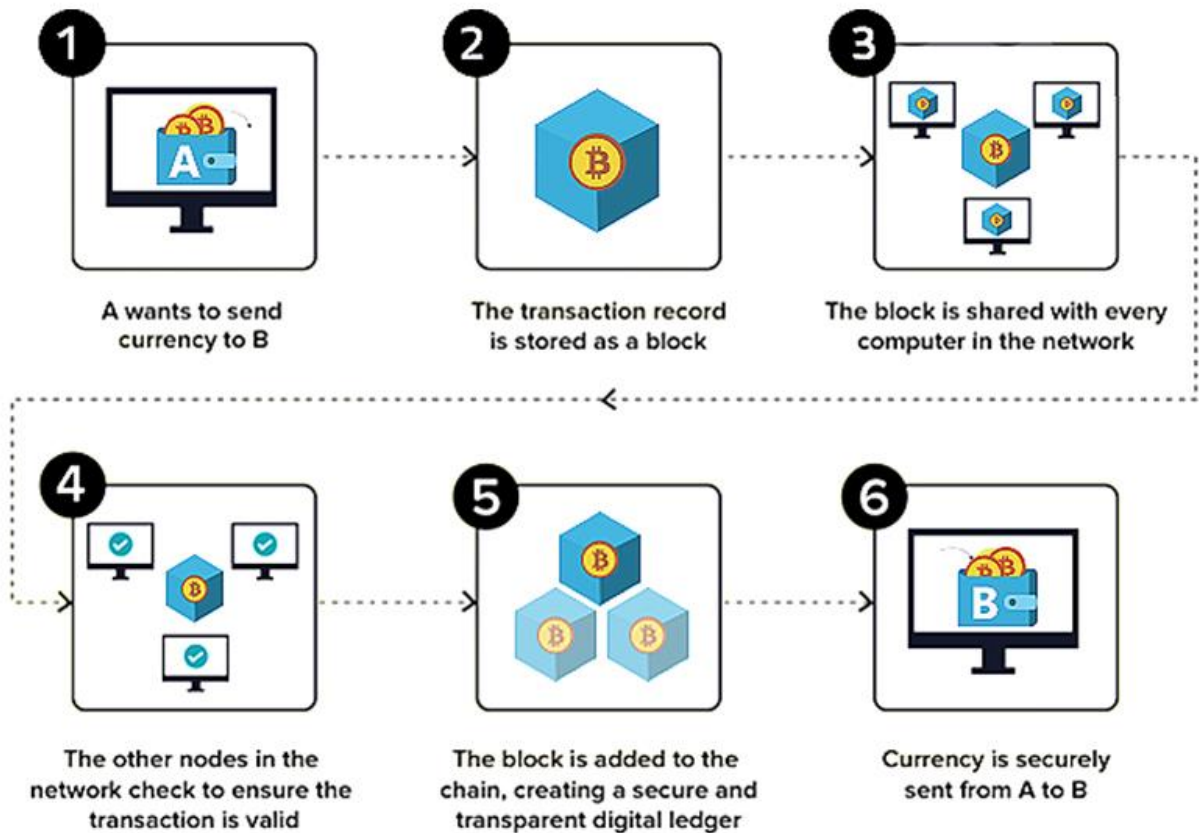 1
A
A wants to send
currency to B
2
The transaction record
is stored as a block
3
The block is shared with every
computer in the network
4
The other nodes in the
network check to ensure the
transaction is valid
5
The block is added to the
chain, creating a secure and
transparent digital ledger
6
B
Currency is securely
sent from A to B